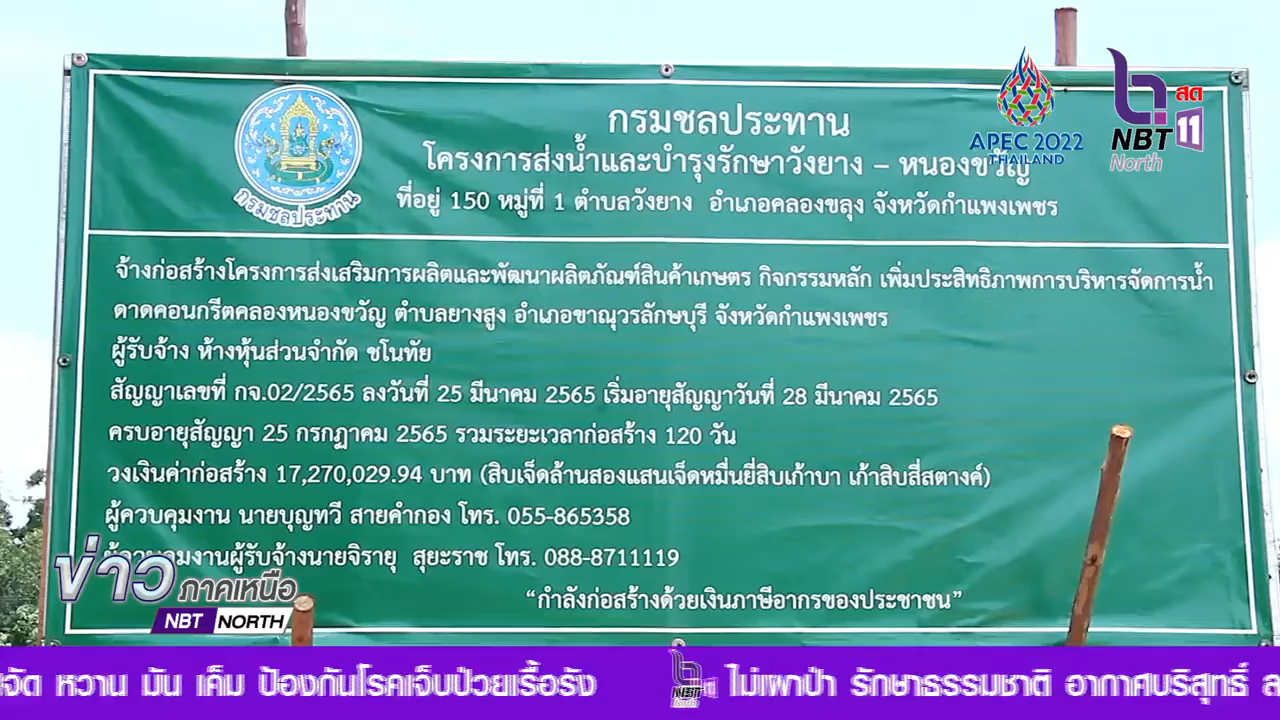 กรมชลประทาน
โครงการส่งน้ำและบำรุงรักษาวังยาง – หนองขวัญ
ที่อยู่ 150 หมู่ที่ 1 ตำบลวังยาง อำเภอคลองขลุง จังหวัดกำแพงเพชร
กรมชลประทาน
APEC 2022
THAILAND
สด
NBT 11
North
จ้างก่อสร้างโครงการส่งเสริมการผลิตและพัฒนาผลิตภัณฑ์สินค้าเกษตร กิจกรรมหลัก เพิ่มประสิทธิภาพการบริหารจัดการน้ำ
ดาดคอนกรีตคลองหนองขวัญ ตำบลยางสูง อำเภอขาณุวรลักษบุรี จังหวัดกำแพงเพชร
ผู้รับจ้าง ห้างหุ้นส่วนจำกัด ชโนทัย
สัญญาเลขที่ กจ.02/2565 ลงวันที่ 25 มีนาคม 2565 เริ่มอายุสัญญาวันที่ 28 มีนาคม 2565
ครบอายุสัญญา 25 กรกฎาคม 2565 รวมระยะเวลาก่อสร้าง 120 วัน
วงเงินค่าก่อสร้าง 17,270,029.94 บาท (สิบเจ็ดล้านสองแสนเจ็ดหมื่นยี่สิบเก้าบา เก้าสิบสี่สตางค์)
ผู้ควบคุมงาน นายบุญทวี สายคำกอง โทร. 055-865358
งานผู้รับจ้างนายจิรายุ สุยะราช โทร. 088-8711119
"กำลังก่อสร้างด้วยเงินภาษีอากรของประชาชน"
ข่าว ภาคเหนือ
NBT NORTH
จัด หวาน มัน เค็ม ป้องกันโรคเจ็บป่วยเรื้อรัง ไม่เผาป่า รักษาธรรมชาติ อากาศบริสุทธิ์